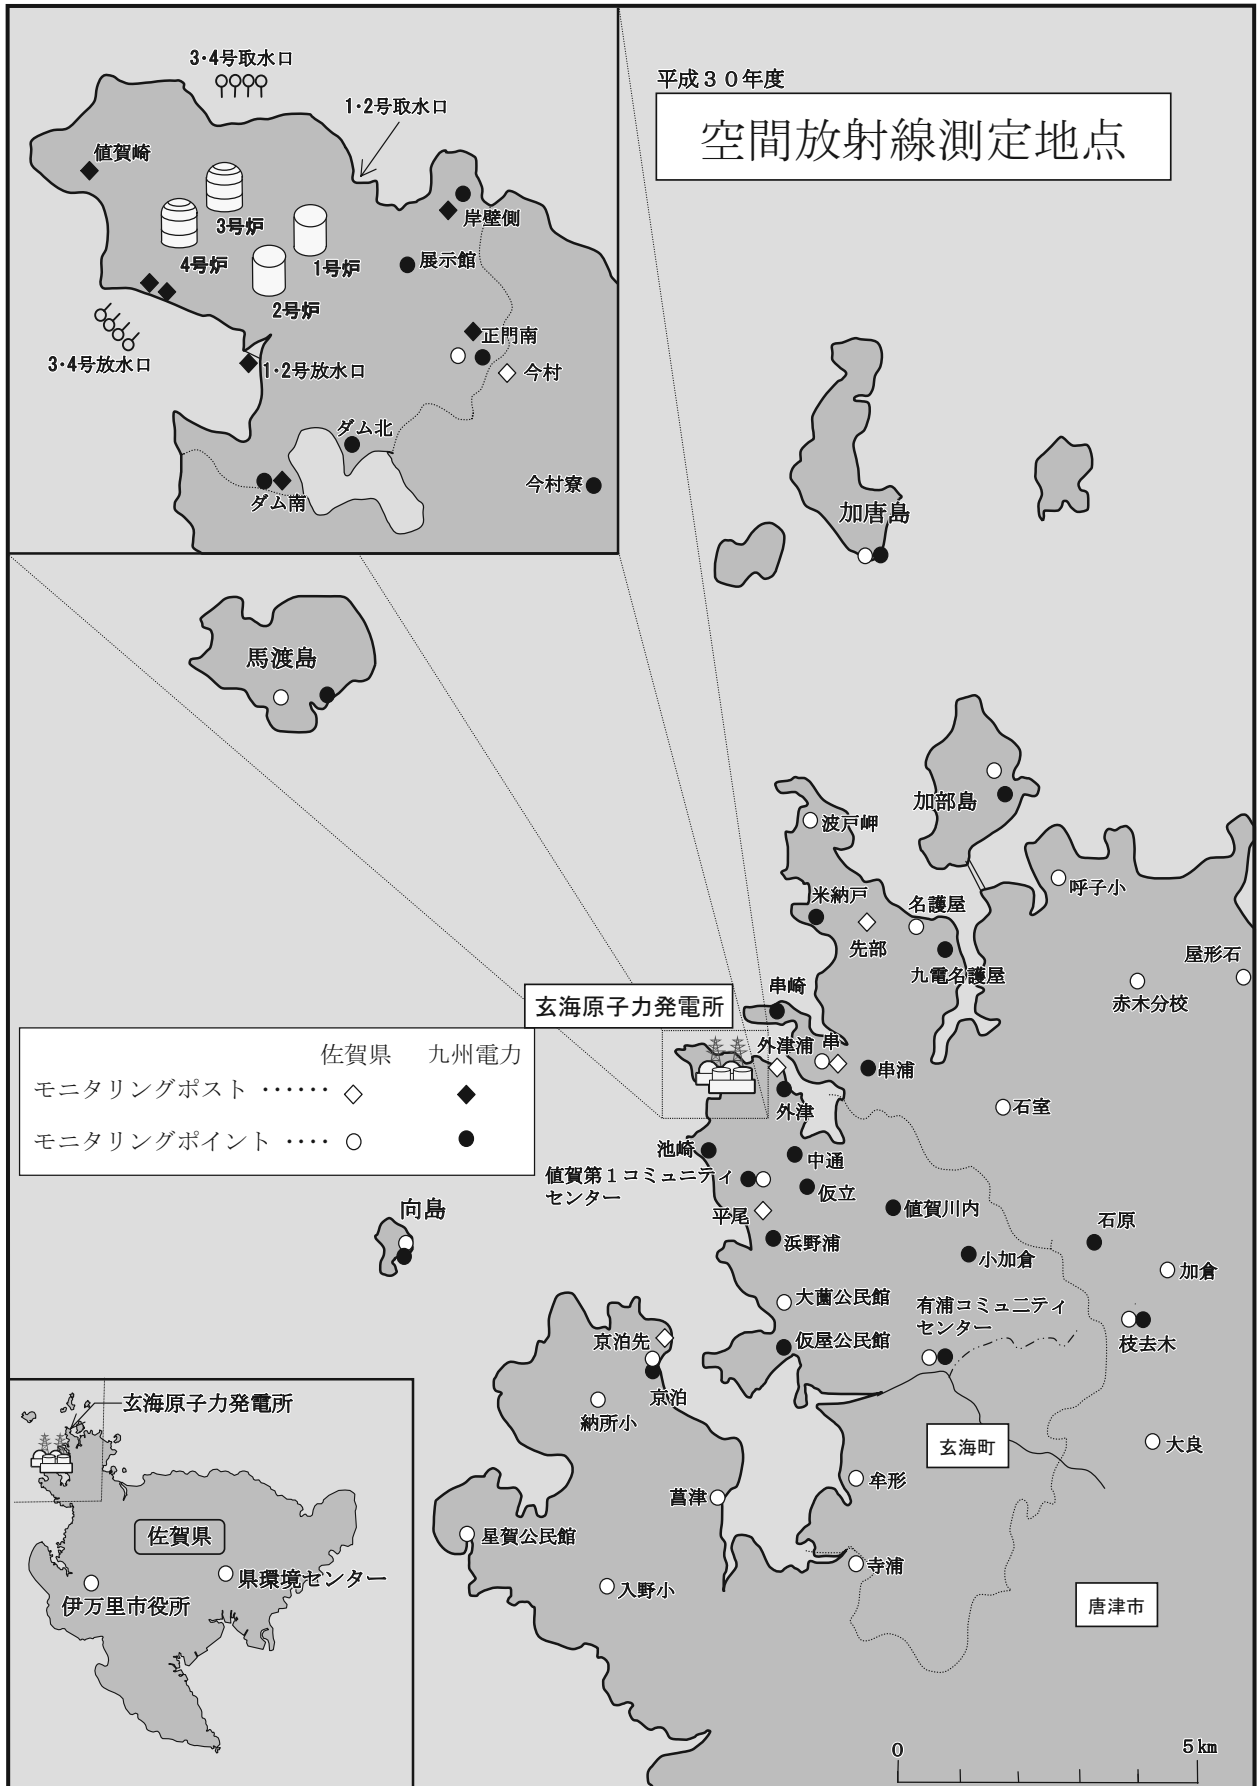 3・4号取水口
1・2号取水口
値賀崎
3号炉
4号炉
1号炉
2号炉
岸壁側
展示館
正門南
今村
3・4号放水口
1・2号放水口
ダム北
ダム南
今村寮
平成30年度
空間放射線測定地点
加唐島
馬渡島
加部島
波戸岬
呼子小
米納戸
名護屋
先部
九電名護屋
屋形石
赤木分校
串崎
玄海原子力発電所
外津浦
串
串浦
外津
石室
佐賀県 九州電力
モニタリングポスト ‥‥‥ ◇ ◆
モニタリングポイント ‥‥ ○ ●
池崎
中通
値賀第1コミュニティ
センター
仮立
平尾
値賀川内
浜野浦
石原
小加倉
加倉
向島
大薗公民館
有浦コミュニティ
センター
京泊先
仮屋公民館
枝去木
京泊
納所小
玄海町
大良
牟形
菖津
星賀公民館
寺浦
入野小
唐津市
玄海原子力発電所
佐賀県
県環境センター
伊万里市役所
0 5km